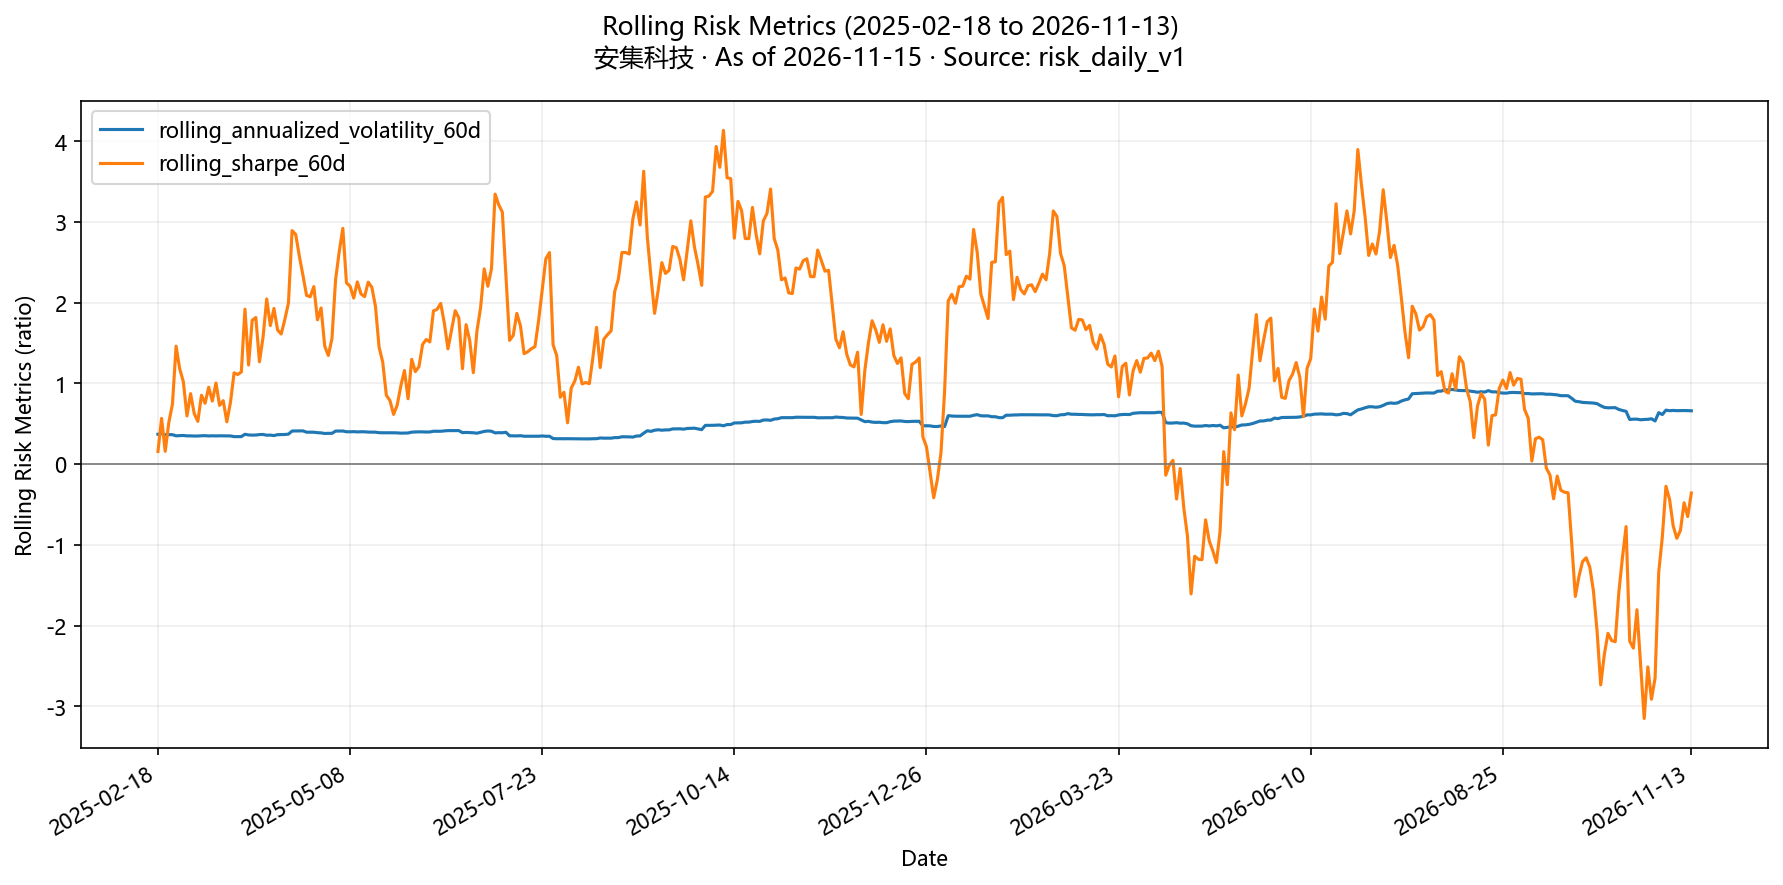 Rolling Risk Metrics (2025-02-18 to 2026-11-13)
安集科技 · As of 2026-11-15 · Source: risk_daily_v1
rolling_annualized_volatility_60d
rolling_sharpe_60d
Rolling Risk Metrics (ratio)
4
3
2
1
0
-1
-2
-3
2025-02-18
2025-05-08
2025-07-23
2025-10-14
2025-12-26
2026-03-23
2026-06-10
2026-08-25
2026-11-13
Date